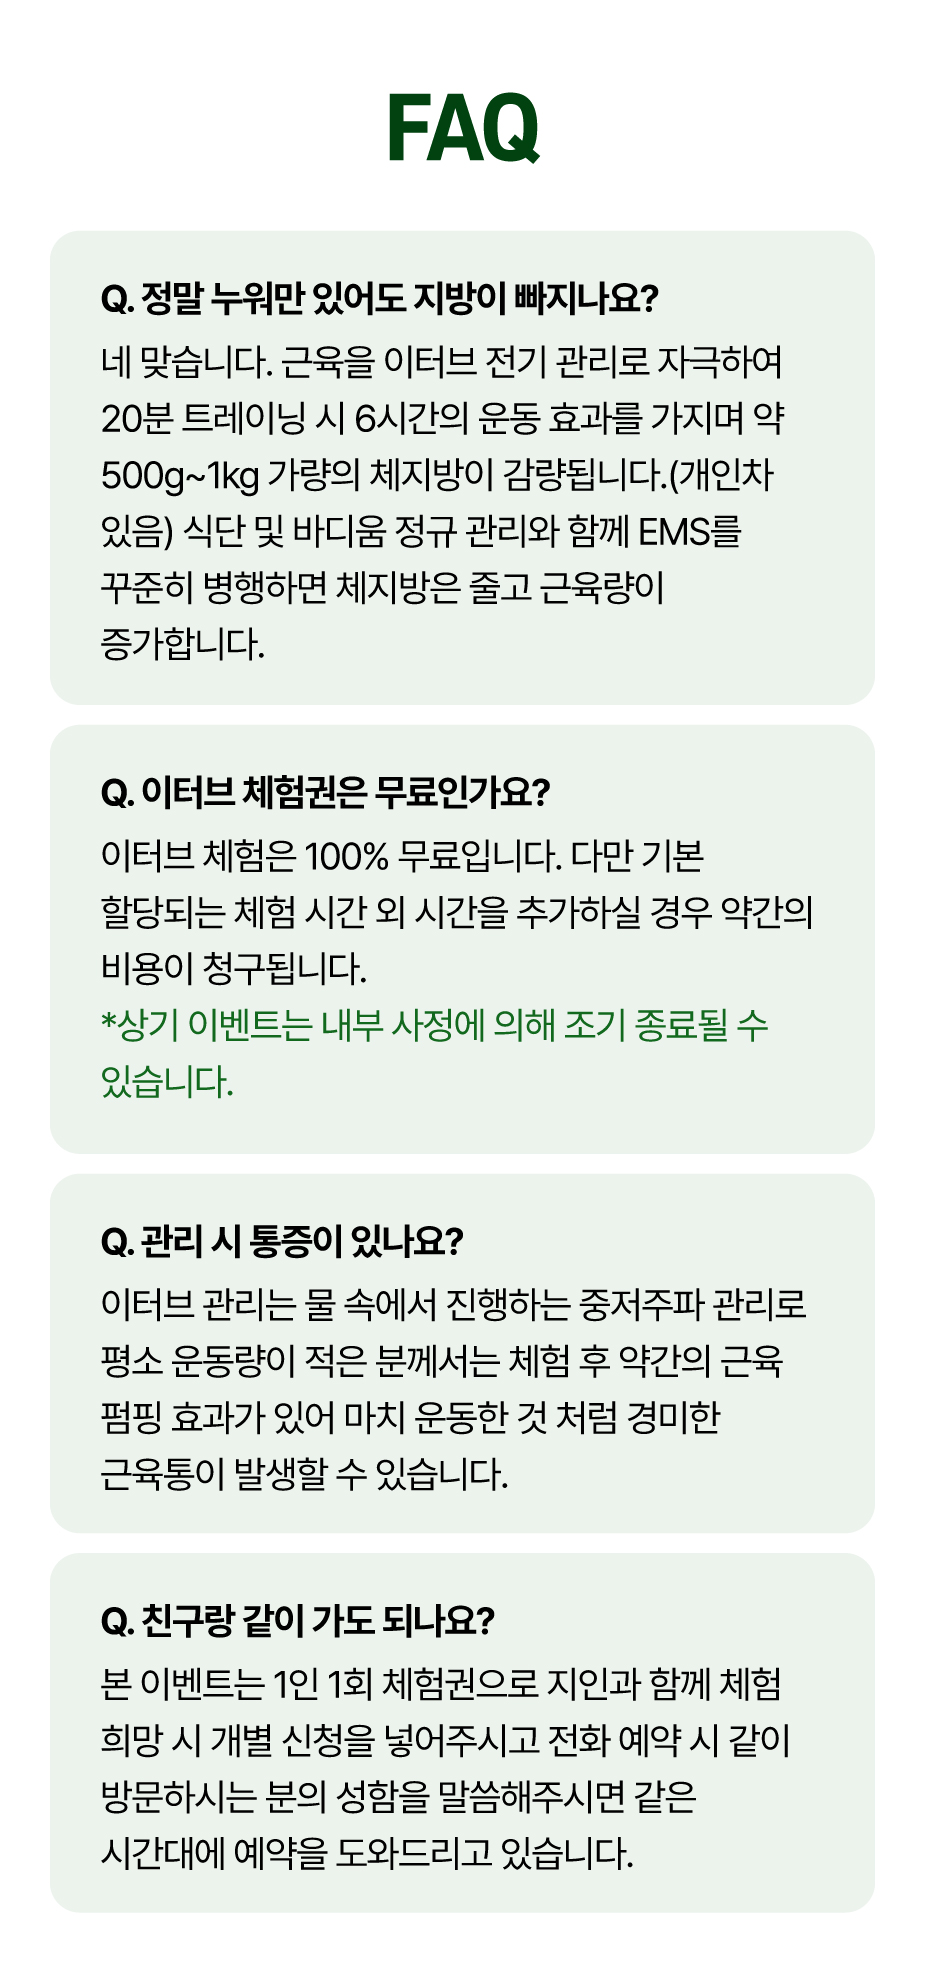 FAQ
Q. 정말 누워만 있어도 지방이 빠지나요?
네 맞습니다. 근육을 이터브 전기 관리로 자극하여
20분 트레이닝 시 6시간의 운동 효과를 가지며 약
500g~1kg 가량의 체지방이 감량됩니다.(개인차
있음) 식단 및 바디움 정규 관리와 함께 EMS를
꾸준히 병행하면 체지방은 줄고 근육량이
증가합니다.
Q. 이터브 체험권은 무료인가요?
이터브 체험은 100% 무료입니다. 다만 기본
할당되는 체험 시간 외 시간을 추가하실 경우 약간의
비용이 청구됩니다.
*상기 이벤트는 내부 사정에 의해 조기 종료될 수
있습니다.
Q. 관리 시 통증이 있나요?
이터브 관리는 물 속에서 진행하는 중저주파 관리로
평소 운동량이 적은 분께서는 체험 후 약간의 근육
펌핑 효과가 있어 마치 운동한 것 처럼 경미한
근육통이 발생할 수 있습니다.
Q. 친구랑 같이 가도 되나요?
본 이벤트는 1인 1회 체험권으로 지인과 함께 체험
희망 시 개별 신청을 넣어주시고 전화 예약 시 같이
방문하시는 분의 성함을 말씀해주시면 같은
시간대에 예약을 도와드리고 있습니다.